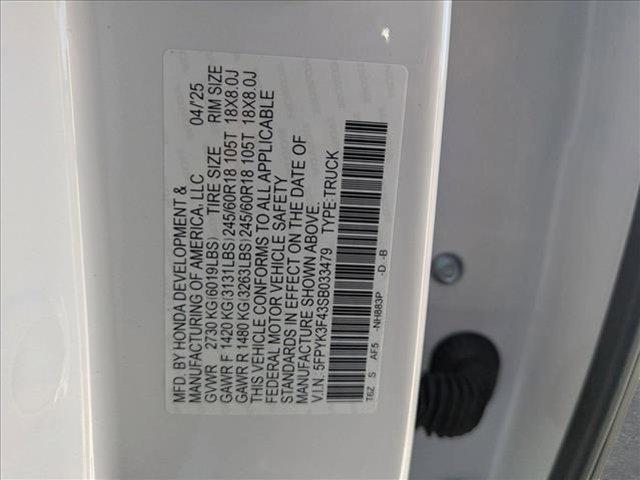 MFD. BY HONDA DEVELOPMENT & 04/25
MANUFACTURING OF AMERICA, LLC
GVWR 2730 KG(6019LBS) TIRE SIZE RIM SIZE
GAWR F 1420 KG(3131LBS) 245/60R18 105T 18X8.0J
GAWR R 1480 KG(3263LBS) 245/60R18 105T 18X8.0J
THIS VEHICLE CONFORMS TO ALL APPLICABLE
FEDERAL MOTOR VEHICLE SAFETY
STANDARDS IN EFFECT ON THE DATE OF
MANUFACTURE SHOWN ABOVE.
V.I.N. 5FPYK3F43SB033479 TYPE:TRUCK
T6Z S AF5 -NH883P -D -B